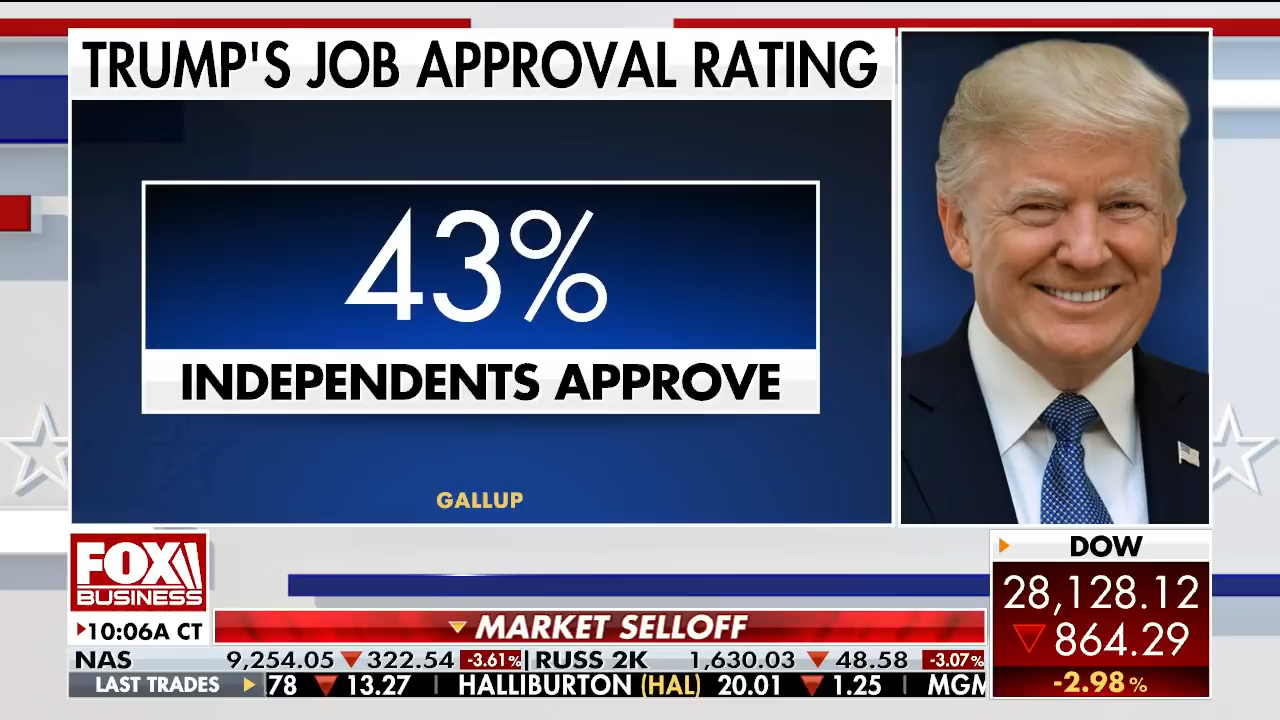 TRUMP'S JOB APPROVAL RATING
43%
INDEPENDENTS APPROVE
GALLUP
FOX
BUSINESS
10:06A CT
MARKET SELLOFF
DOW
28,128.12
864.29
-2.98%
NAS 9,254.05 322.54 -3.61% RUSS 2K 1,630.03 48.58 -3.07%
LAST TRADES 78 13.27 HALLIBURTON (HAL) 20.01 1.25 MGM